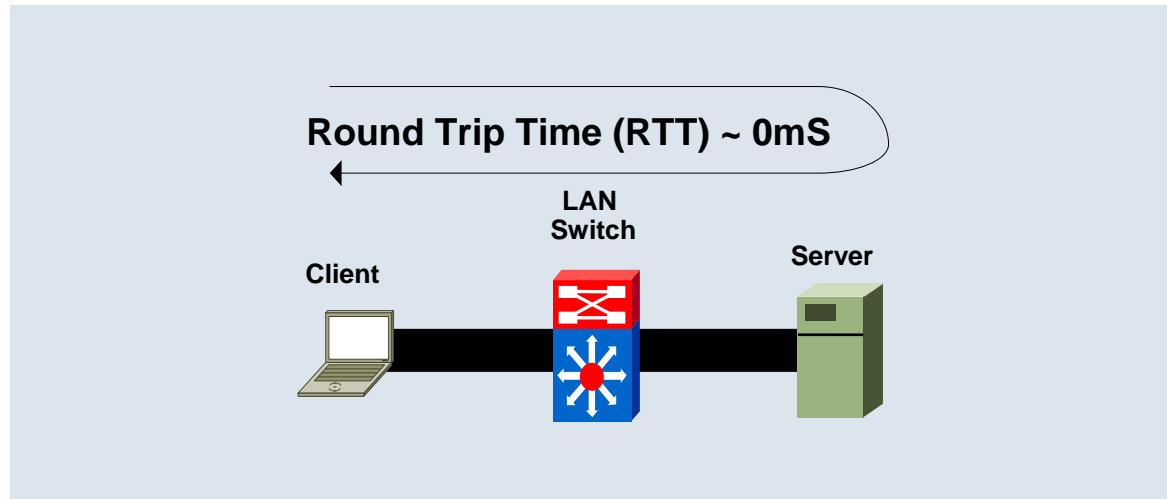 Round Trip Time (RTT) ~ 0mS
LAN
Switch
Server
Client